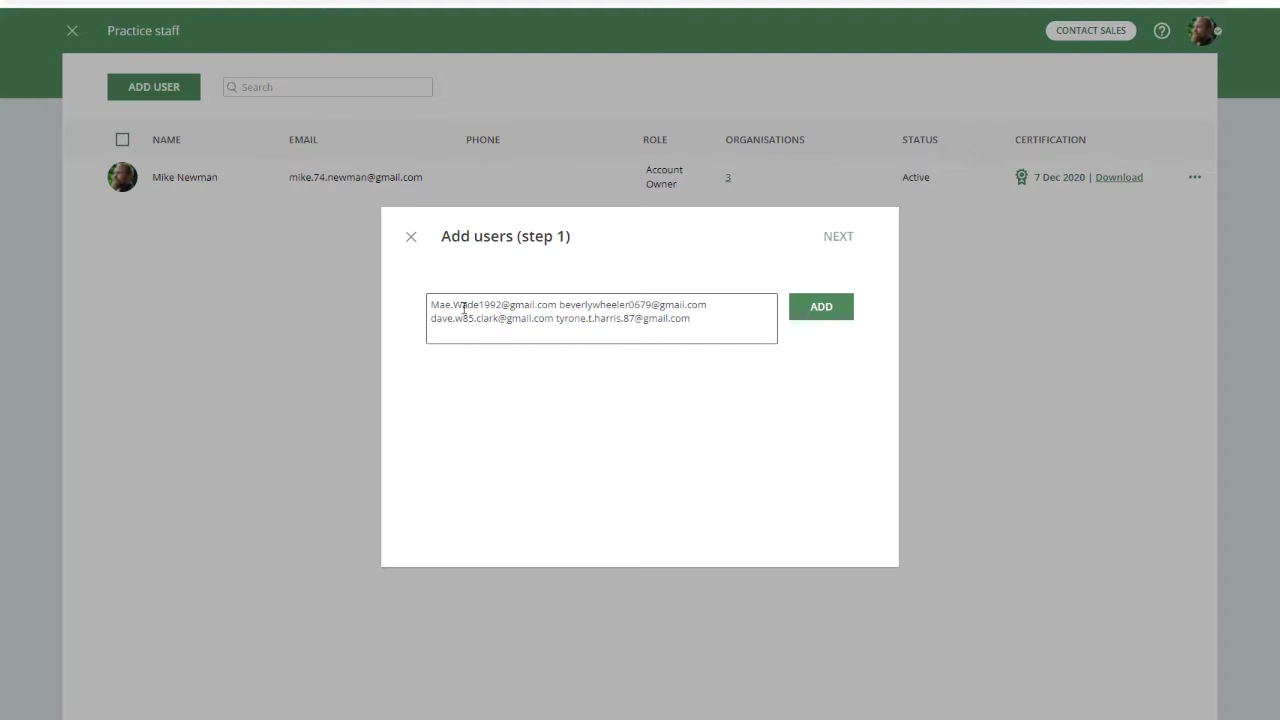 Practice staff
CONTACT SALES
ADD USER
Search
NAME EMAIL PHONE ROLE ORGANISATIONS STATUS CERTIFICATION
Mike Newman mike.74.newman@gmail.com Account Owner 3 Active 7 Dec 2020 | Download
Add users (step 1)
NEXT
Mae.Wade1992@gmail.com beverlywheeler0679@gmail.com
dave.w85.clark@gmail.com tyrone.t.harris.87@gmail.com
ADD